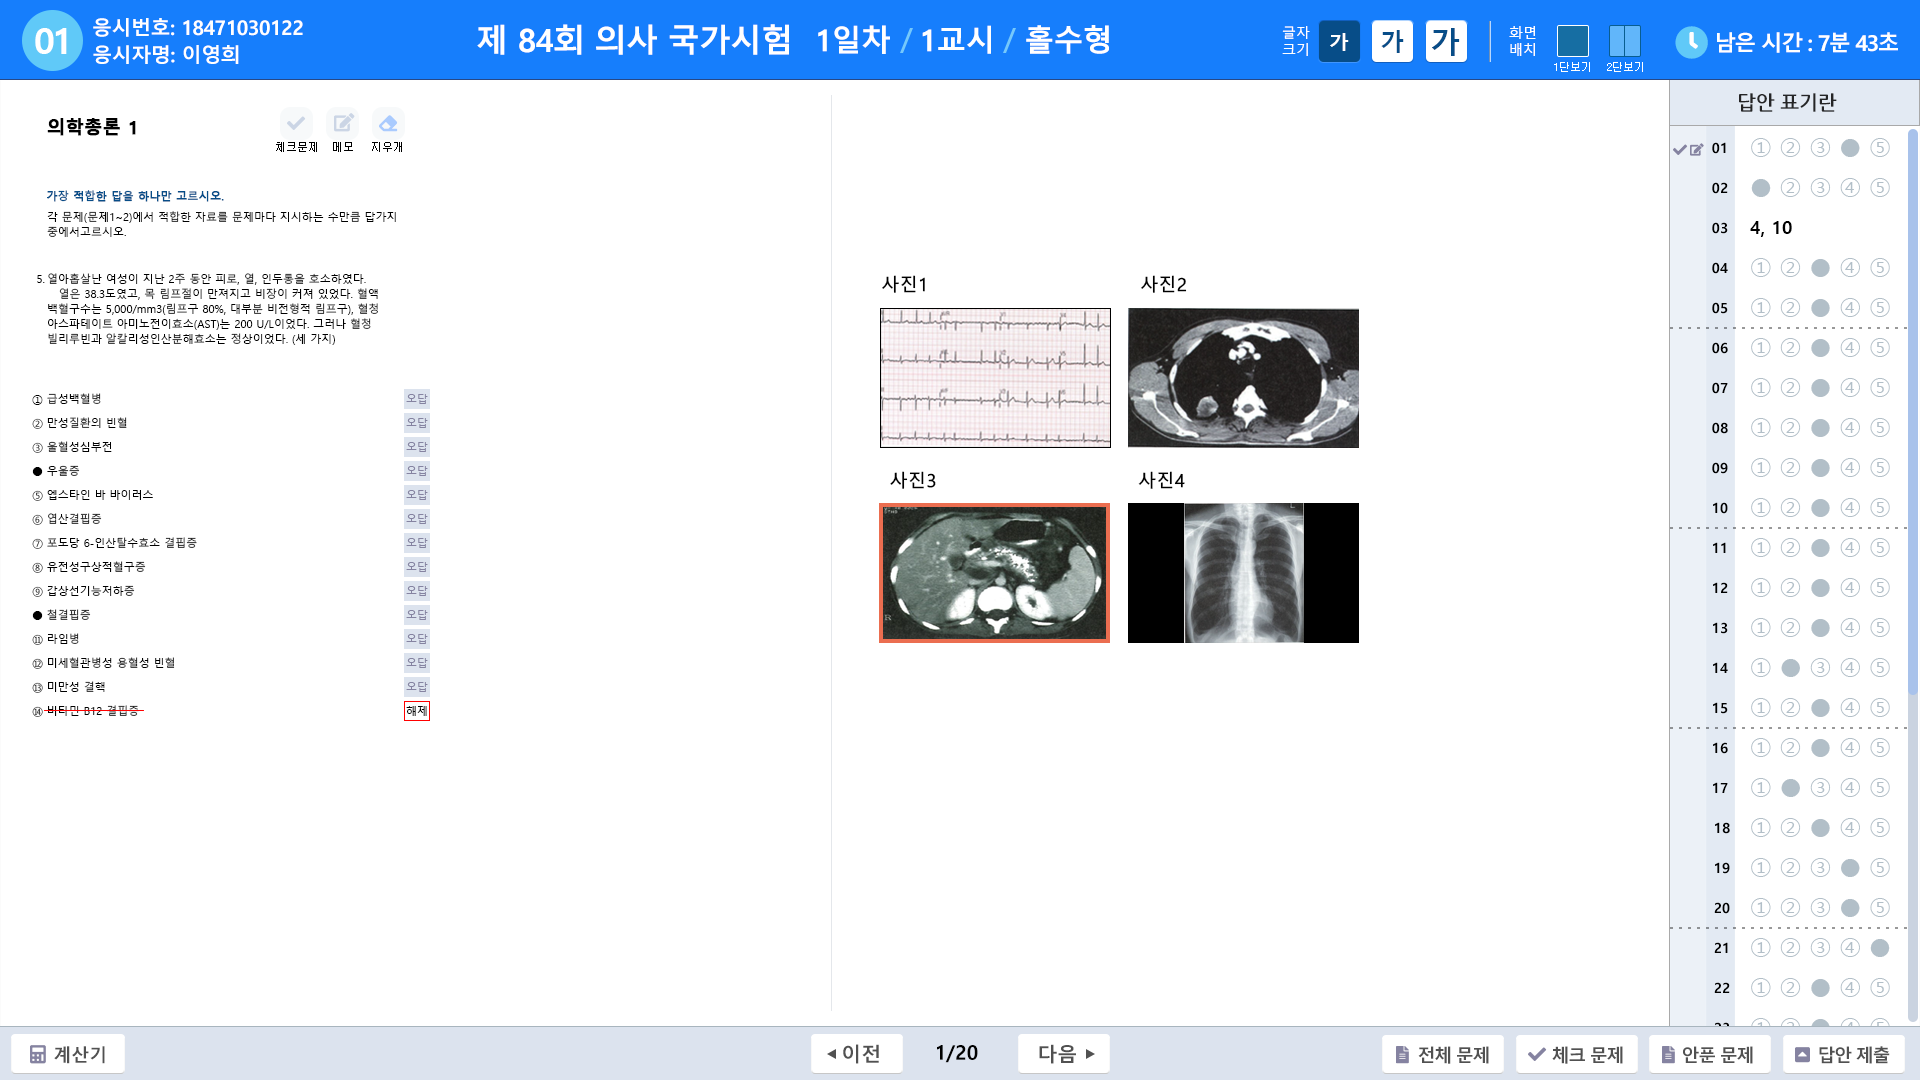 01
응시번호: 18471030122
응시자명: 이영희
제 84회 의사 국가시험 1일차 / 1교시 / 홀수형
글자
크기
가 가 가
화면
배치
1단보기
2단보기
남은 시간 : 7분 43초
의학총론 1
체크문제
메모
지우개
가장 적합한 답을 하나만 고르시오.
각 문제(문제1~2)에서 적합한 자료를 문제마다 지시하는 수만큼 답가지
중에서고르시오.
5. 열아홉살난 여성이 지난 2주 동안 피로, 열, 인두통을 호소하였다.
열은 38.3도였고, 목 림프절이 만져지고 비장이 커져 있었다. 혈액
백혈구수는 5,000/mm3(림프구 80%, 대부분 비전형적 림프구), 혈청
아스파테이트 아미노전이효소(AST)는 200 U/L이었다. 그러나 혈청
빌리루빈과 알칼리성인산분해효소는 정상이었다. (세 가지)
① 급성백혈병 오답
② 만성질환의 빈혈 오답
③ 울혈성심부전 오답
● 우울증 오답
⑤ 엡스타인 바 바이러스 오답
⑥ 엽산결핍증 오답
⑦ 포도당 6-인산탈수효소 결핍증 오답
⑧ 유전성구상적혈구증 오답
⑨ 갑상선기능저하증 오답
● 철결핍증 오답
⑪ 라임병 오답
⑫ 미세혈관병성 용혈성 빈혈 오답
⑬ 미만성 결핵 오답
⑭ 비타민 B12 결핍증 해제
사진1
사진2
사진3
사진4
R
L
답안 표기란
01 ① ② ③ ● ⑤
02 ● ② ③ ④ ⑤
03 4, 10
04 ① ② ● ④ ⑤
05 ① ② ● ④ ⑤
06 ① ② ● ④ ⑤
07 ① ② ● ④ ⑤
08 ① ② ● ④ ⑤
09 ① ② ● ④ ⑤
10 ① ② ● ④ ⑤
11 ① ② ● ④ ⑤
12 ① ② ● ④ ⑤
13 ① ② ● ④ ⑤
14 ① ● ③ ④ ⑤
15 ① ② ● ④ ⑤
16 ① ② ● ④ ⑤
17 ① ● ③ ④ ⑤
18 ① ② ● ④ ⑤
19 ① ② ③ ● ⑤
20 ① ② ③ ● ⑤
21 ① ② ③ ④ ●
22 ① ② ● ④ ⑤
23 ① ② ● ④ ⑤
계산기
◀ 이전
1/20
다음 ▶
전체 문제
체크 문제
안푼 문제
답안 제출